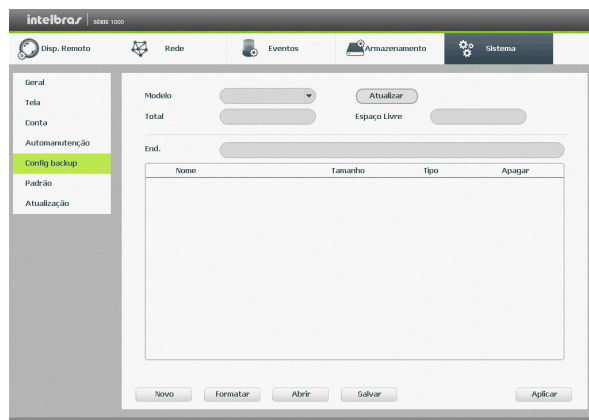 intelbras SÉRIE 1000
Disp. Remoto Rede Eventos Armazenamento Sistema
Geral
Tela
Conta
Automanutenção
Config backup
Padrão
Atualização
Modelo Atualizar
Total Espaço Livre
End.
Nome Tamanho Tipo Apagar
Novo Formatar Abrir Salvar Aplicar